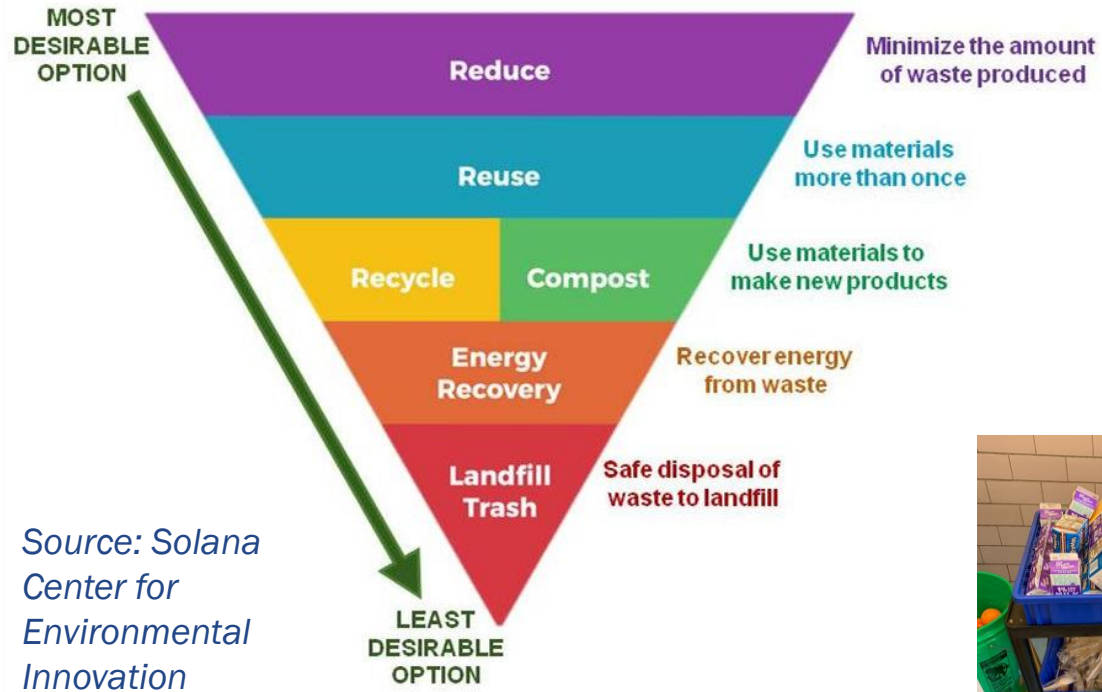 MOST
DESIRABLE
OPTION
Reduce
Minimize the amount
of waste produced
Reuse
Use materials
more than once
Recycle
Compost
Use materials to
make new products
Energy
Recovery
Recover energy
from waste
Landfill
Trash
Safe disposal of
waste to landfill
Source: Solana
Center for
Environmental
Innovation
LEAST
DESIRABLE
OPTION